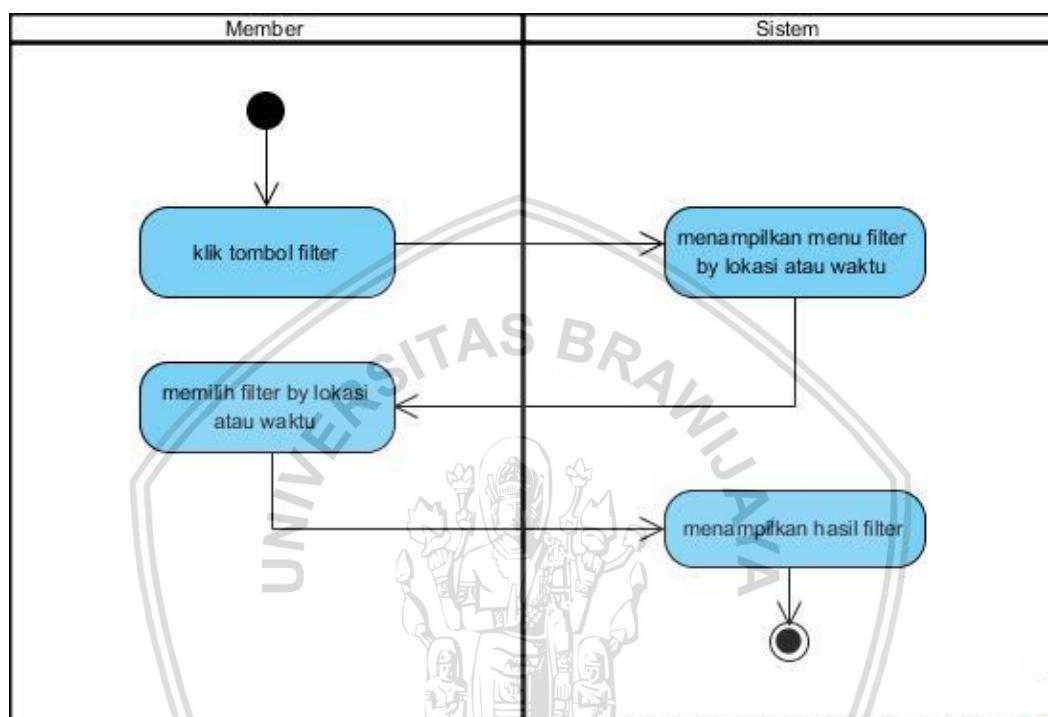 Member
Sistem
klik tombol filter
menampilkan menu filter
by lokasi atau waktu
memilih filter by lokasi
atau waktu
menampilkan hasil filter
UNIVERSITAS BRAWIJAYA